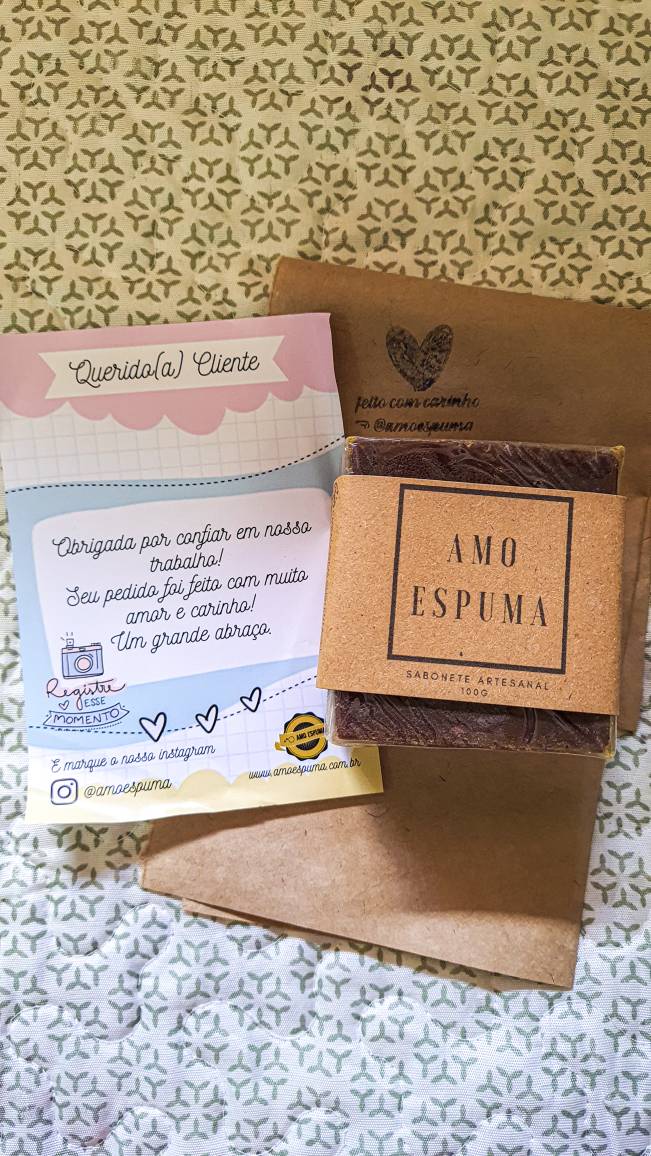 Querido(a) Cliente
Obrigada por confiar em nosso
trabalho!
Seu pedido foi feito com muito
amor e carinho!
Um grande abraço.
Registre
ESSE
MOMENTO
E marque o nosso instagram
@amoespuma
AMO ESPUMA
www.amoespuma.com.br
feito com carinho
@amoespuma
AMO
ESPUMA
SABONETE ARTESANAL
100G